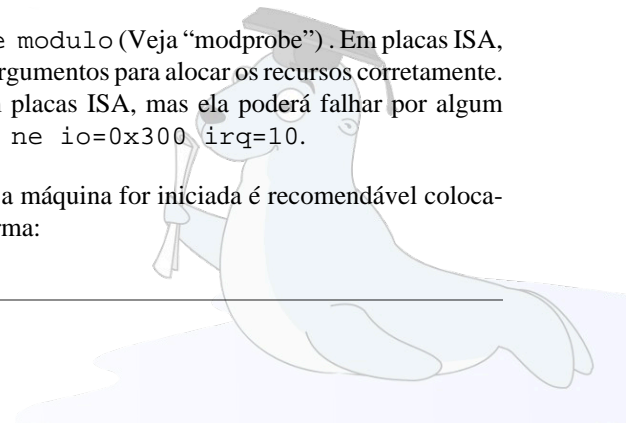 e modulo (Veja “modprobe”) . Em placas ISA,
rgumentos para alocar os recursos corretamente.
placas ISA, mas ela poderá falhar por algum
ne io=0x300 irq=10.
a máquina for iniciada é recomendável coloca-
rma: